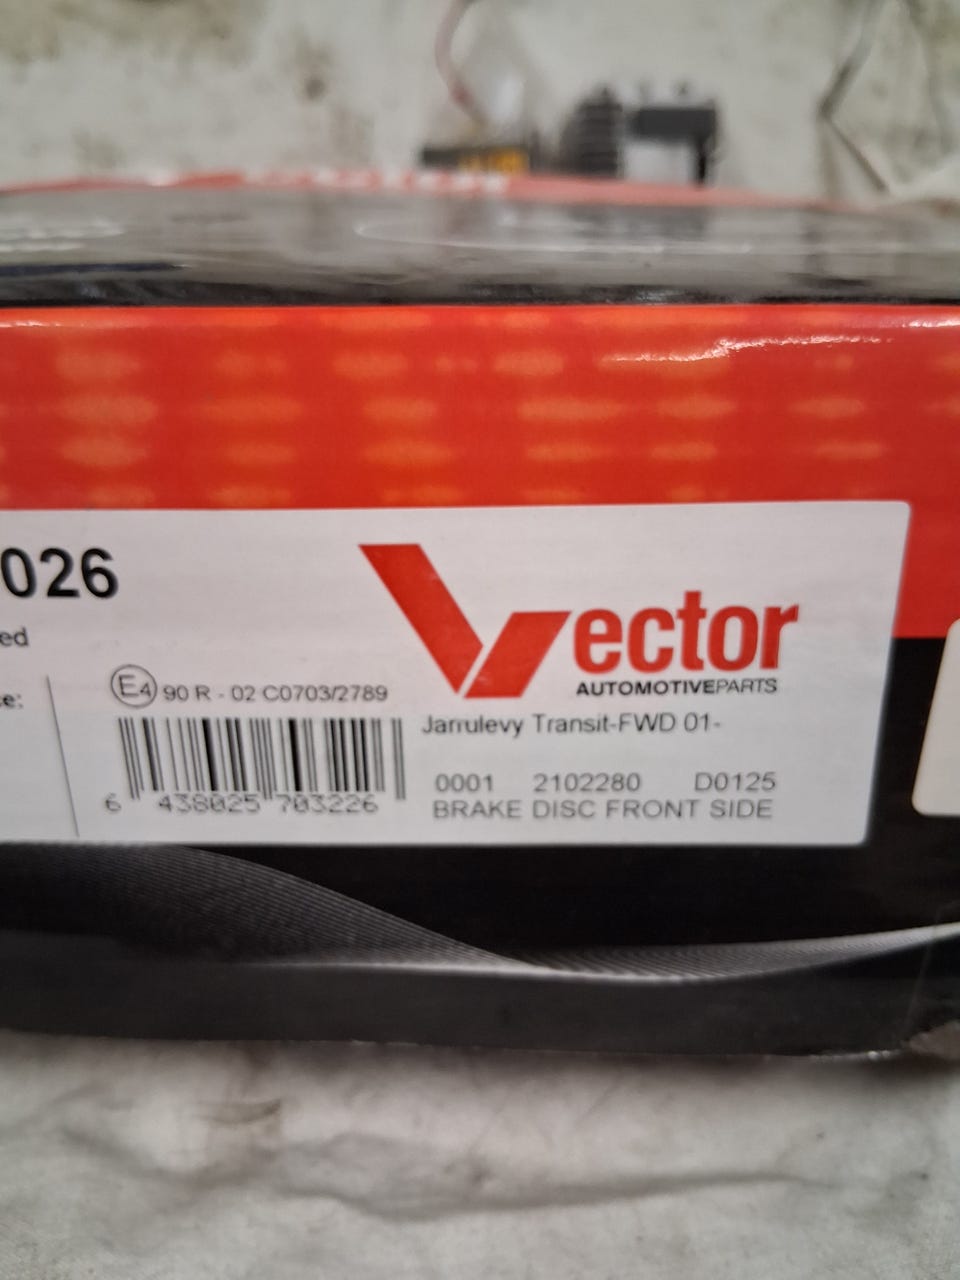 026
ed
e:
Vector
AUTOMOTIVEPARTS
E4 90 R - 02 C0703/2789
6 438025 703226
Jarrulevy Transit-FWD 01-
0001 2102280 D0125
BRAKE DISC FRONT SIDE